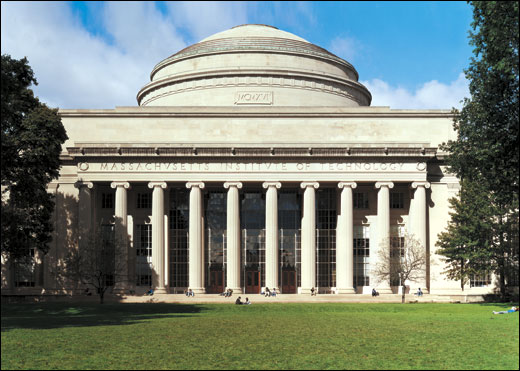 MCMXVI
MASSACHVSETTS INSTITVTE OF TECHNOLOGY